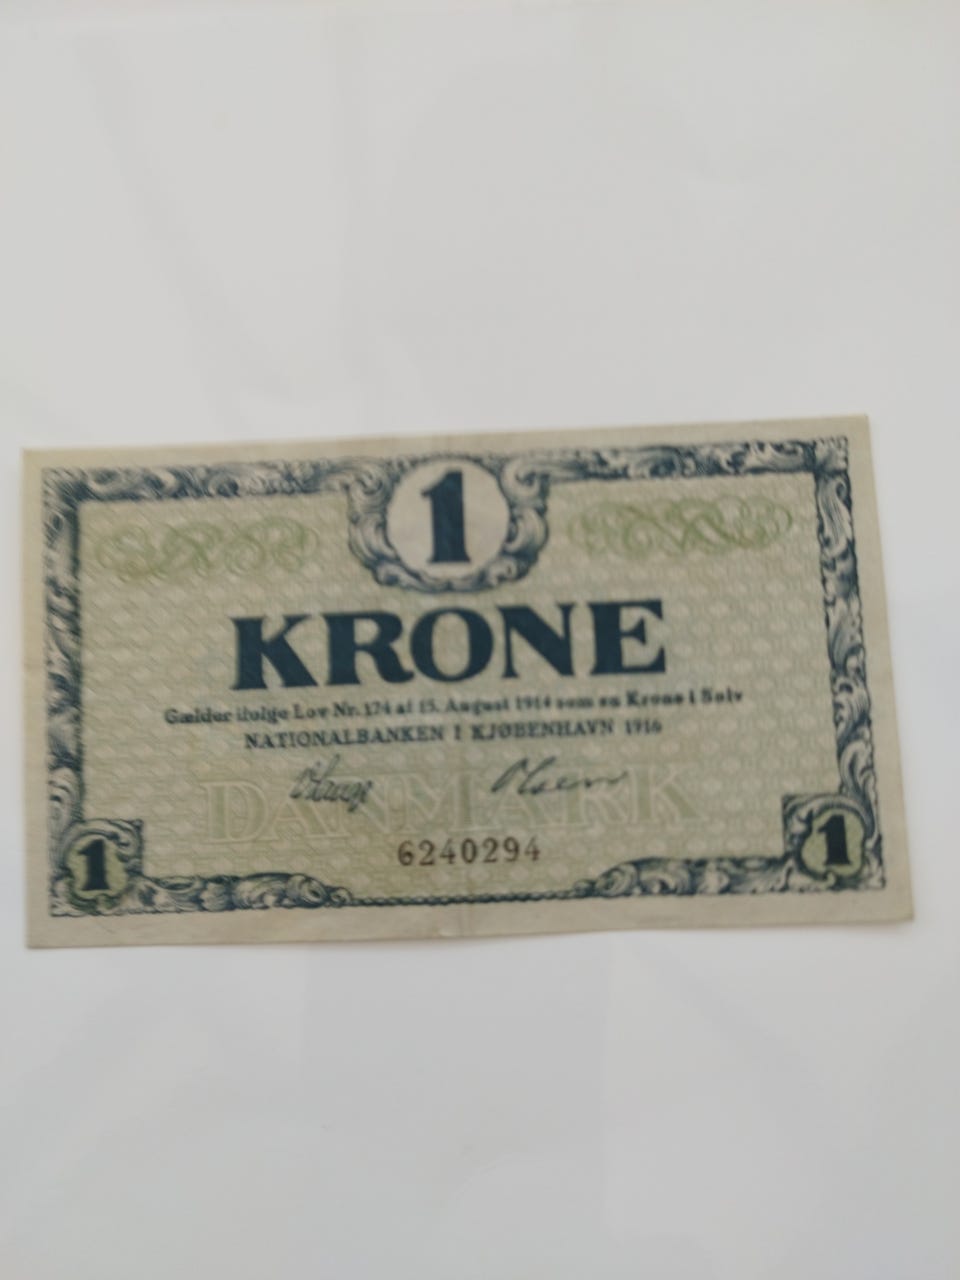 1
KRONE
Gælder ifølge Lov Nr. 174 af 15. August 1914 som en Krone i Sølv
NATIONALBANKEN I KJØBENHAVN 1916
DANMARK
6240294
1 1